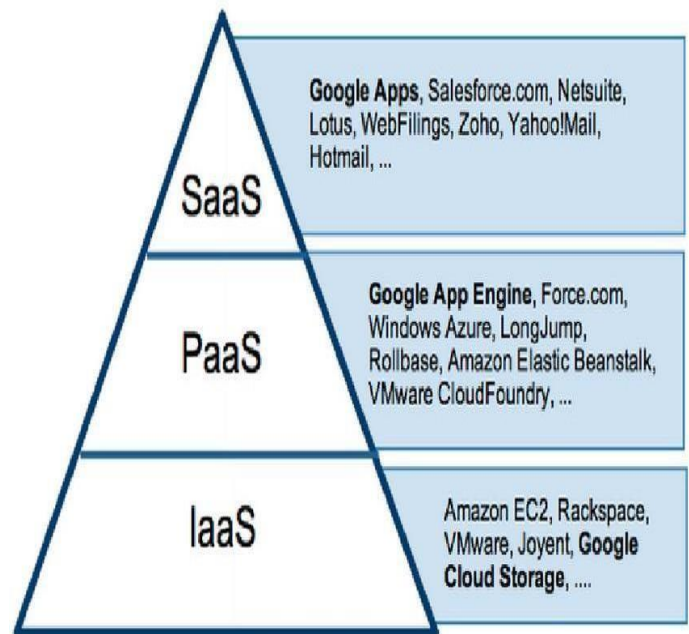 Google Apps, Salesforce.com, Netsuite,
Lotus, WebFilings, Zoho, Yahoo!Mail,
Hotmail, ...
SaaS
Google App Engine, Force.com,
Windows Azure, LongJump,
Rollbase, Amazon Elastic Beanstalk,
VMware CloudFoundry, ...
PaaS
Amazon EC2, Rackspace,
VMware, Joyent, Google
Cloud Storage, ....
IaaS